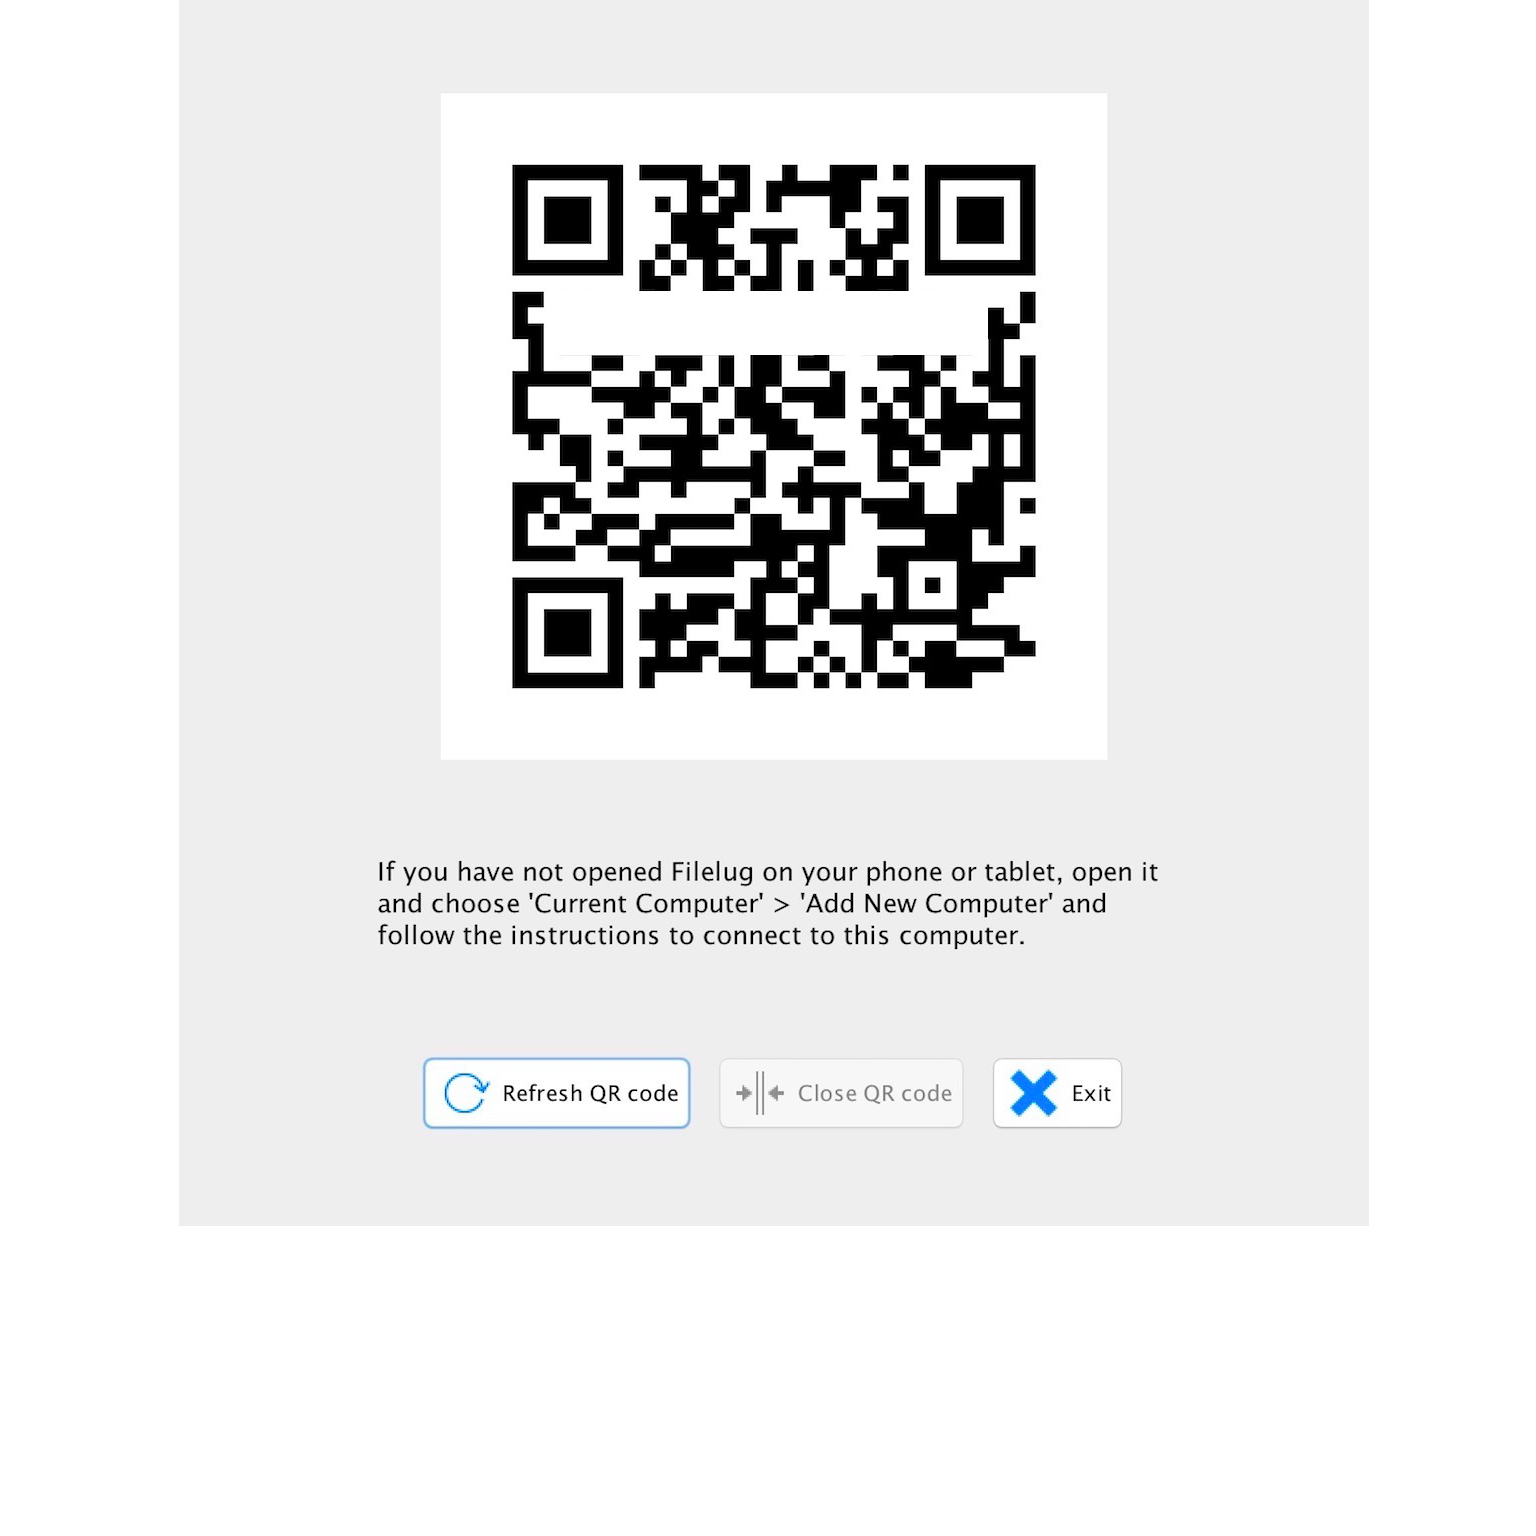 If you have not opened Filelug on your phone or tablet, open it
and choose 'Current Computer' > 'Add New Computer' and
follow the instructions to connect to this computer.
Refresh QR code
Close QR code
Exit